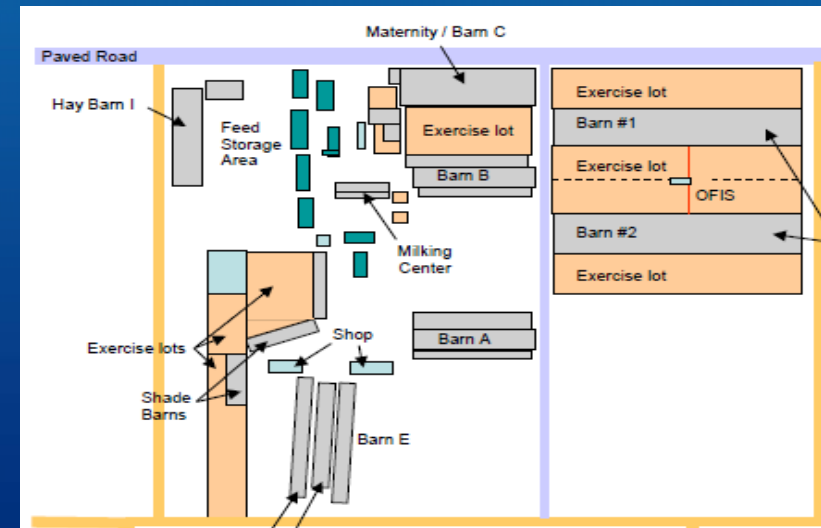 Maternity / Barn C
Paved Road
Hay Barn I
Feed
Storage
Area
Exercise lot
Barn B
Milking
Center
Exercise lot
Barn #1
Exercise lot
OFIS
Barn #2
Exercise lot
Exercise lots
Shop
Barn A
Shade
Barns
Barn E